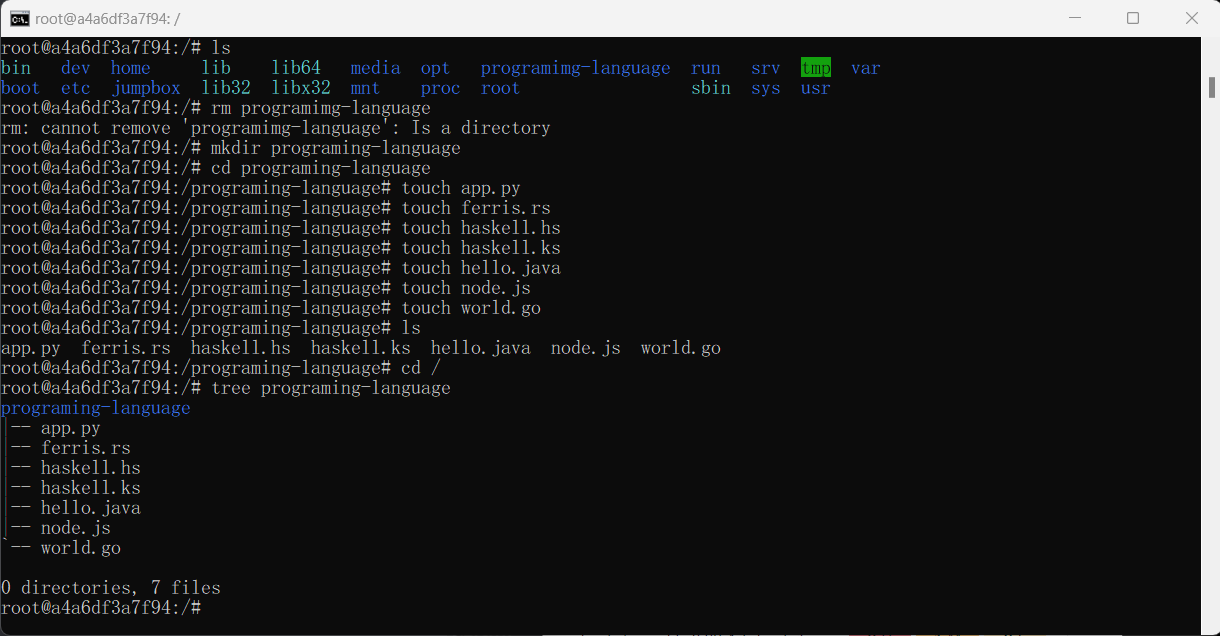 root@a4a6df3a7f94: /
root@a4a6df3a7f94:/# ls
bin dev home lib lib64 media opt programimg-language run srv tmp var
boot etc jumpbox lib32 libx32 mnt proc root sbin sys usr
root@a4a6df3a7f94:/# rm programimg-language
rm: cannot remove 'programimg-language': Is a directory
root@a4a6df3a7f94:/# mkdir programing-language
root@a4a6df3a7f94:/# cd programing-language
root@a4a6df3a7f94:/programing-language# touch app.py
root@a4a6df3a7f94:/programing-language# touch ferris.rs
root@a4a6df3a7f94:/programing-language# touch haskell.hs
root@a4a6df3a7f94:/programing-language# touch haskell.ks
root@a4a6df3a7f94:/programing-language# touch hello.java
root@a4a6df3a7f94:/programing-language# touch node.js
root@a4a6df3a7f94:/programing-language# touch world.go
root@a4a6df3a7f94:/programing-language# ls
app.py ferris.rs haskell.hs haskell.ks hello.java node.js world.go
root@a4a6df3a7f94:/programing-language# cd /
root@a4a6df3a7f94:/# tree programing-language
programing-language
|-- app.py
|-- ferris.rs
|-- haskell.hs
|-- haskell.ks
|-- hello.java
|-- node.js
`-- world.go
0 directories, 7 files
root@a4a6df3a7f94:/#